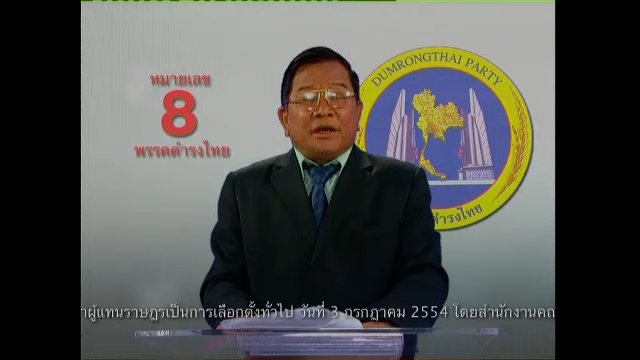 หมายเลข
8
พรรคดำรงไทย
DUMRONGTHAI PARTY
ดำรงไทย
ผู้แทนราษฎรเป็นการเลือกตั้งทั่วไป วันที่ 3 กรกฎาคม 2554 โดยสำนักงานคณ